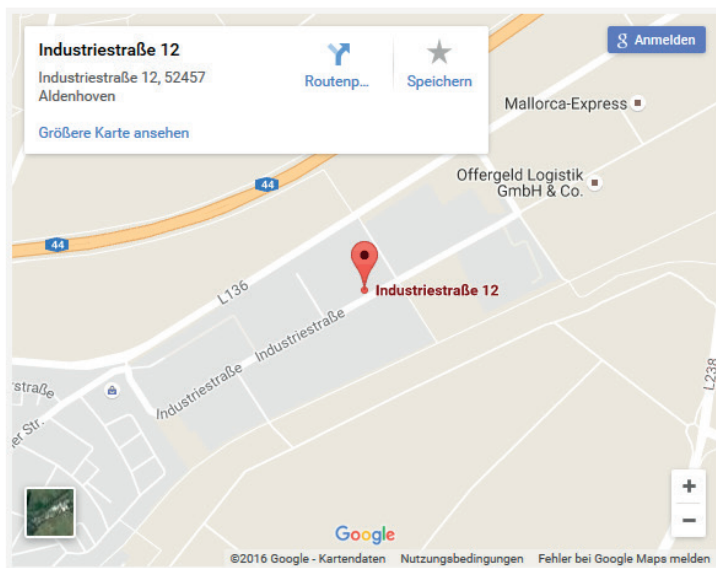 Industriestraße 12
Industriestraße 12, 52457
Aldenhoven
Routenp...
Speichern
Größere Karte ansehen
Anmelden
Mallorca-Express
Offergeld Logistik
GmbH & Co.
44
44
L136
Industriestraße 12
Industriestraße
Industriestraße
L238
rstraße
er Str.
Google
©2016 Google - Kartendaten
Nutzungsbedingungen
Fehler bei Google Maps melden